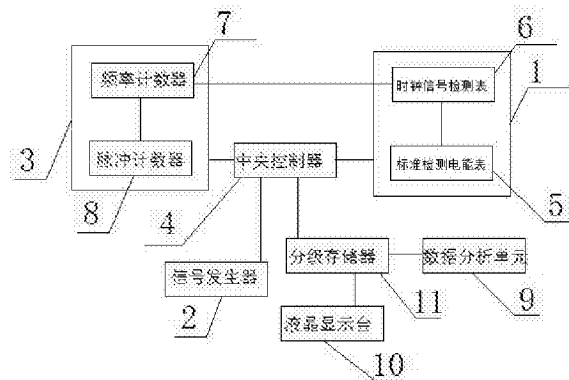 7
6
频率计数器
时钟信号检测表
1
3
脉冲计数器
中央控制器
标准检测电能表
8
4
5
分级存储器
数据分析单元
信号发生器
11
9
2
液晶显示台
10